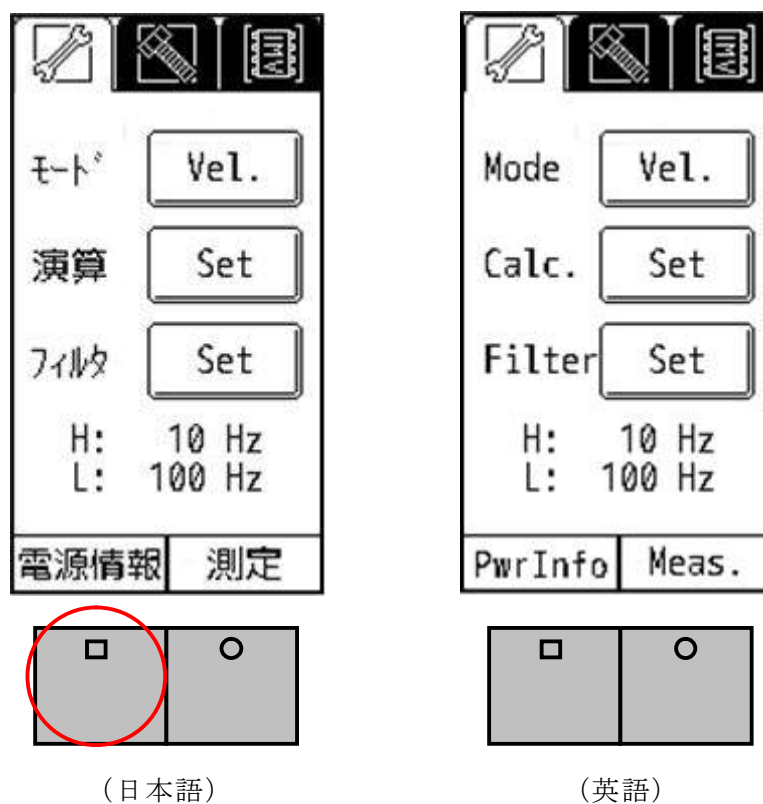 IMV
モード
Vel.
演算
Set
フィルタ
Set
H: 10 Hz
L: 100 Hz
電源情報
測定
(日本語)
IMV
Mode
Vel.
Calc.
Set
Filter
Set
H: 10 Hz
L: 100 Hz
PwrInfo
Meas.
(英語)